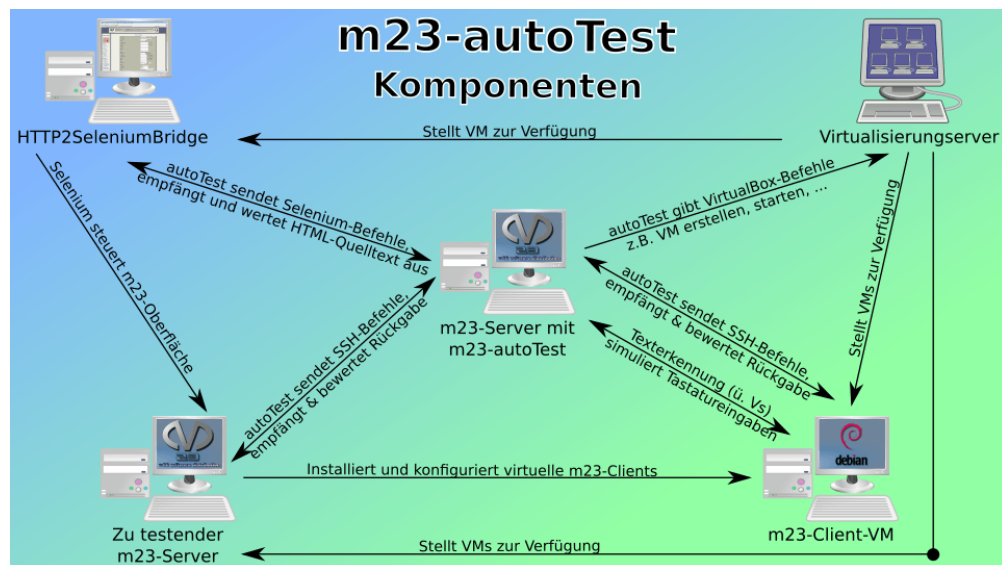 m23-autoTest
Komponenten
HTTP2SeleniumBridge
Virtualisierungserver
Stellt VM zur Verfügung
autoTest sendet Selenium-Befehle,
empfängt und wertet HTML-Quelltext aus
autoTest gibt VirtualBox-Befehle
z.B. VM erstellen, starten, ...
Selenium steuert m23-Oberfläche
Stellt VMs zur Verfügung
m23-Server mit
m23-autoTest
autoTest sendet SSH-Befehle,
empfängt & bewertet Rückgabe
autoTest sendet SSH-Befehle,
empfängt & bewertet Rückgabe
Texterkennung (ü. Vs)
simuliert Tastatureingaben
debian
Installiert und konfiguriert virtuelle m23-Clients
Zu testender
m23-Server
m23-Client-VM
Stellt VMs zur Verfügung